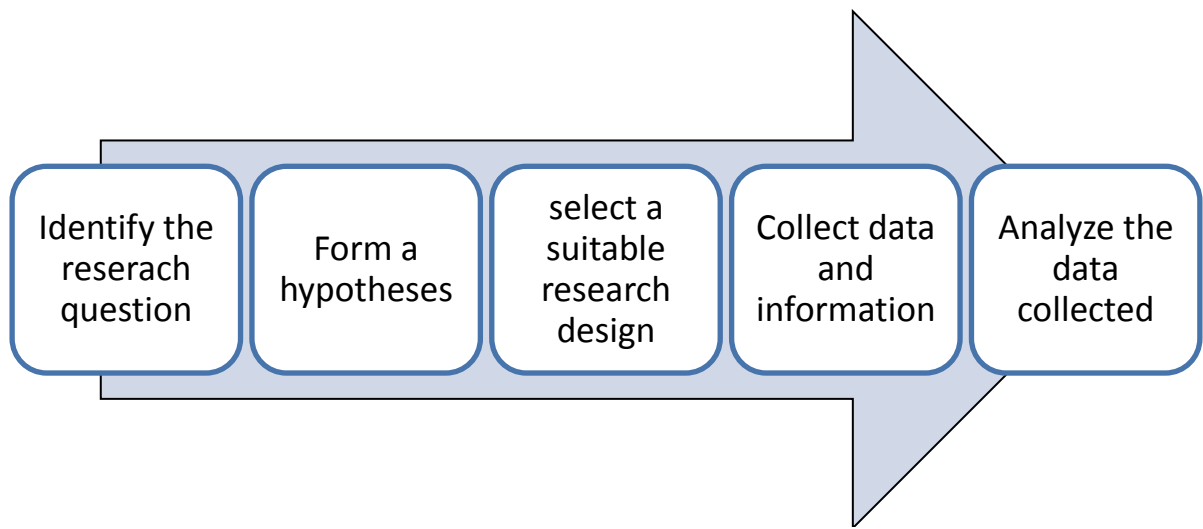 Identify the
reserach
question
Form a
hypotheses
select a
suitable
research
design
Collect data
and
information
Analyze the
data
collected